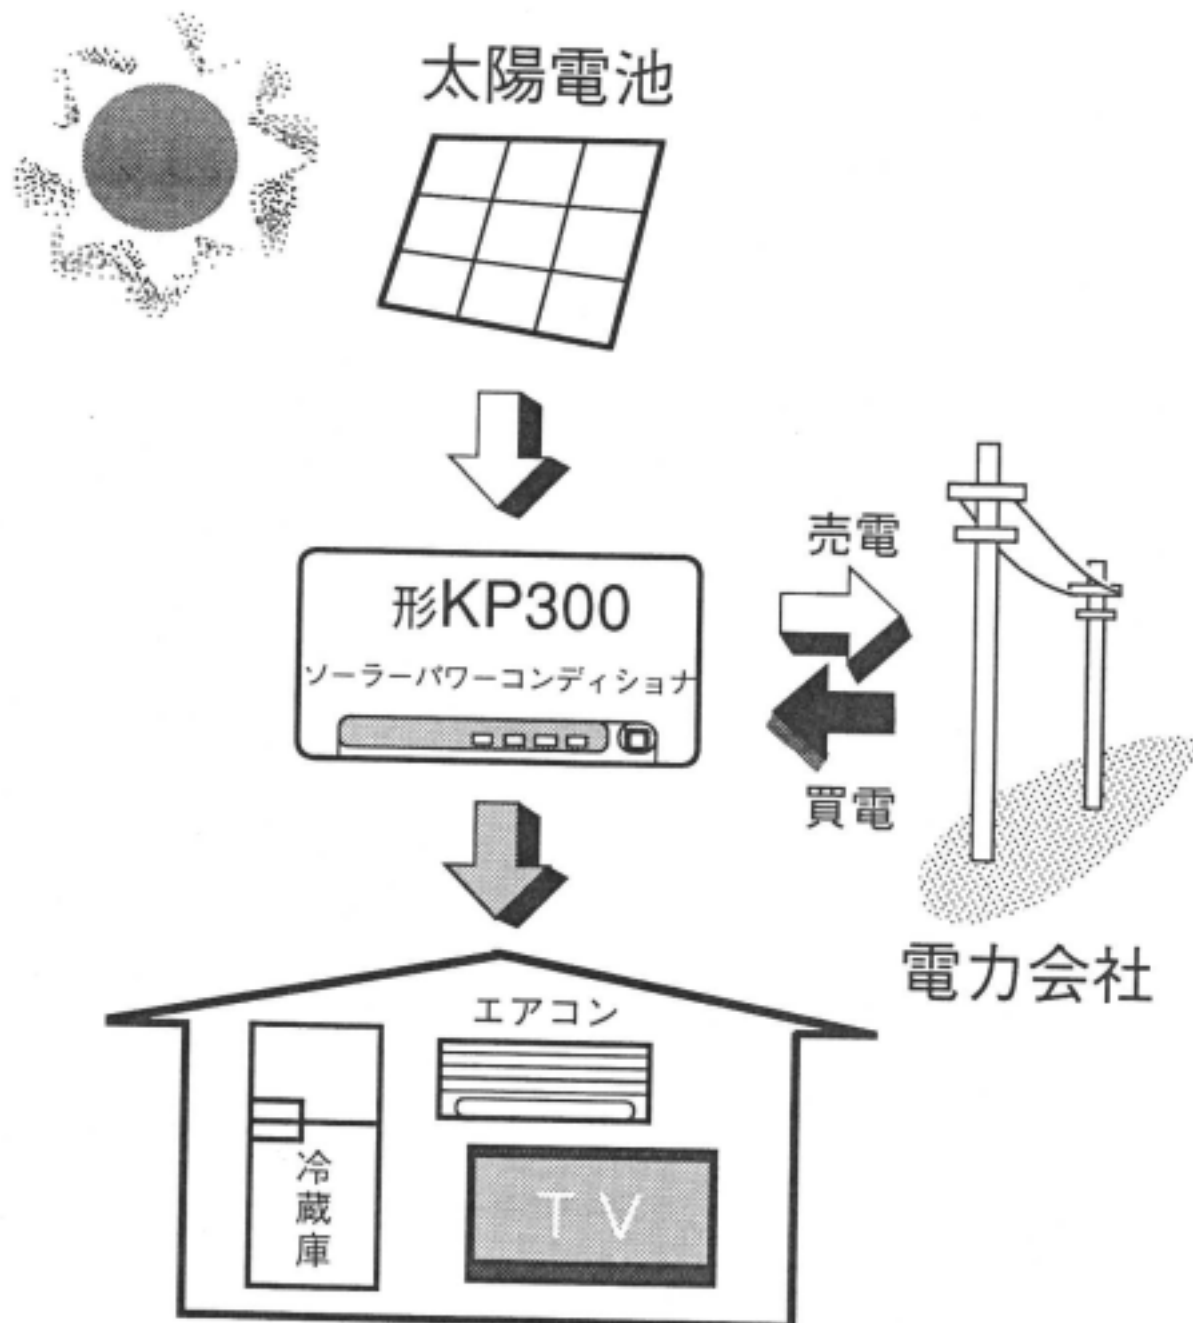 太陽電池
形KP300
ソーラーパワーコンディショナ
売電
買電
電力会社
エアコン
冷蔵庫
TV